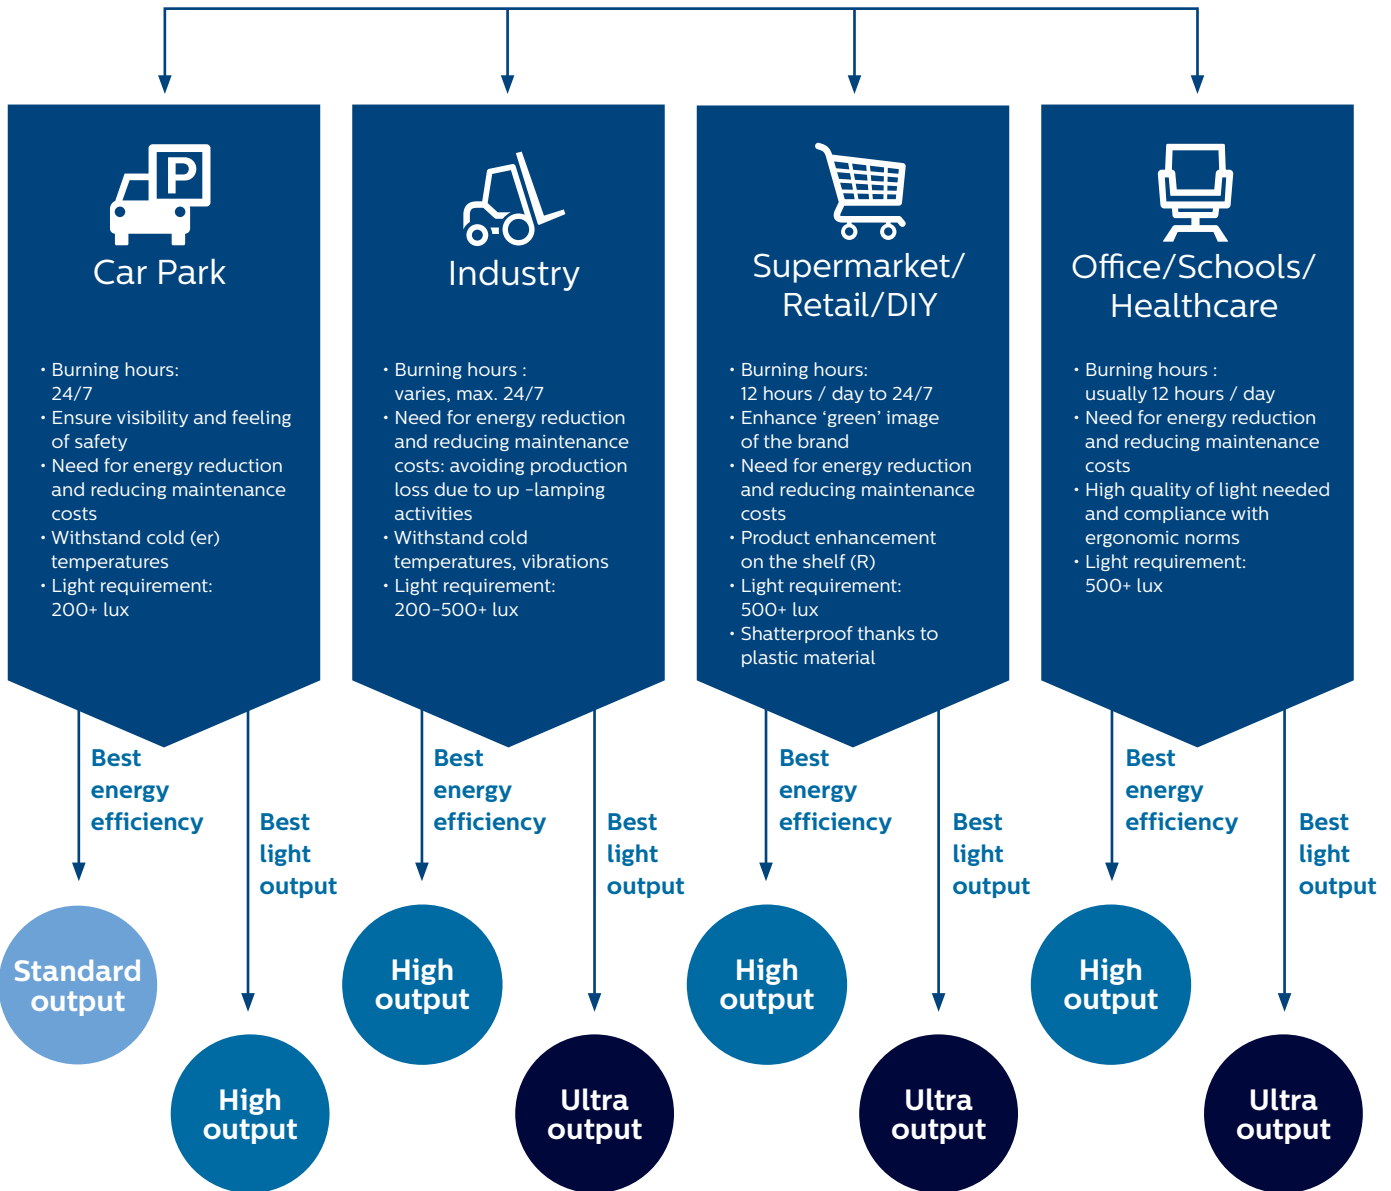 P
Car Park
· Burning hours:
24/7
· Ensure visibility and feeling
of safety
· Need for energy reduction
and reducing maintenance
costs
· Withstand cold (er)
temperatures
· Light requirement:
200+ lux
Best
energy
efficiency
Best
light
output
Standard
output
High
output
Industry
· Burning hours :
varies, max. 24/7
· Need for energy reduction
and reducing maintenance
costs: avoiding production
loss due to up -lamping
activities
· Withstand cold
temperatures, vibrations
· Light requirement:
200-500+ lux
Best
energy
efficiency
Best
light
output
High
output
Ultra
output
Supermarket/
Retail/DIY
· Burning hours:
12 hours / day to 24/7
· Enhance ‘green’ image
of the brand
· Need for energy reduction
and reducing maintenance
costs
· Product enhancement
on the shelf (R)
· Light requirement:
500+ lux
· Shatterproof thanks to
plastic material
Best
energy
efficiency
Best
light
output
High
output
Ultra
output
Office/Schools/
Healthcare
· Burning hours :
usually 12 hours / day
· Need for energy reduction
and reducing maintenance
costs
· High quality of light needed
and compliance with
ergonomic norms
· Light requirement:
500+ lux
Best
energy
efficiency
Best
light
output
High
output
Ultra
output